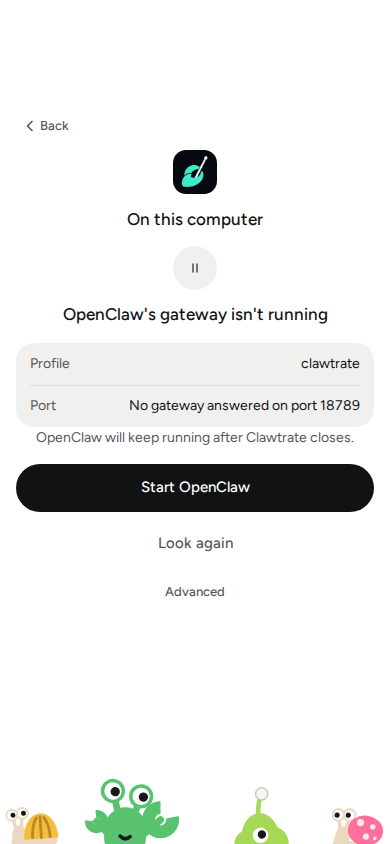 Back
On this computer
OpenClaw's gateway isn't running
Profile clawtrate
Port No gateway answered on port 18789
OpenClaw will keep running after Clawtrate closes.
Start OpenClaw
Look again
Advanced